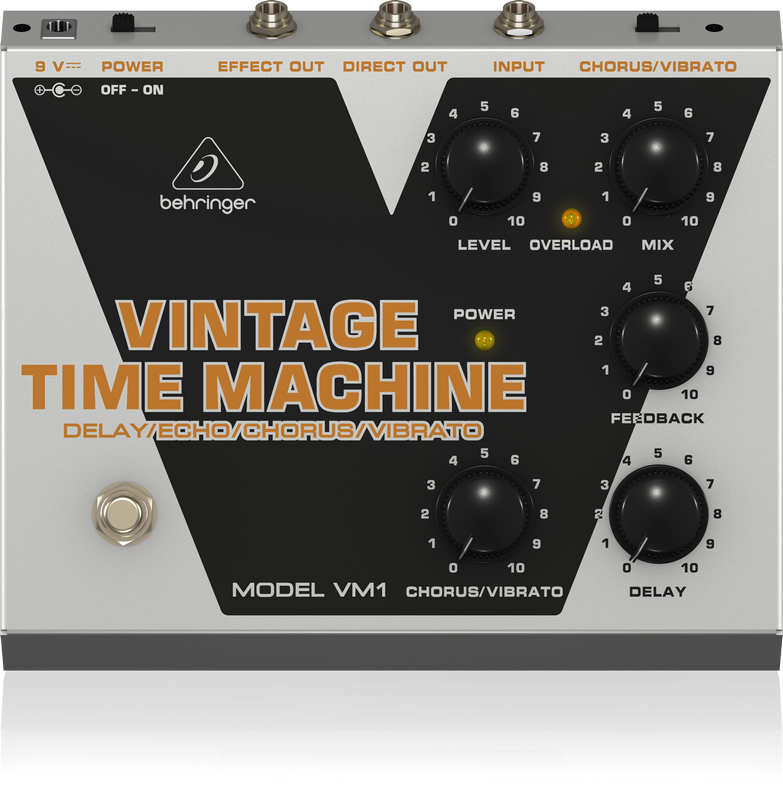 9 V⎓ POWER EFFECT OUT DIRECT OUT INPUT CHORUS/VIBRATO
OFF – ON
behringer
0 1 2 3 4 5 6 7 8 9 10
LEVEL
OVERLOAD
0 1 2 3 4 5 6 7 8 9 10
MIX
POWER
0 1 2 3 4 5 6 7 8 9 10
FEEDBACK
VINTAGE
TIME MACHINE
DELAY/ECHO/CHORUS/VIBRATO
0 1 2 3 4 5 6 7 8 9 10
CHORUS/VIBRATO
0 1 2 3 4 5 6 7 8 9 10
DELAY
MODEL VM1